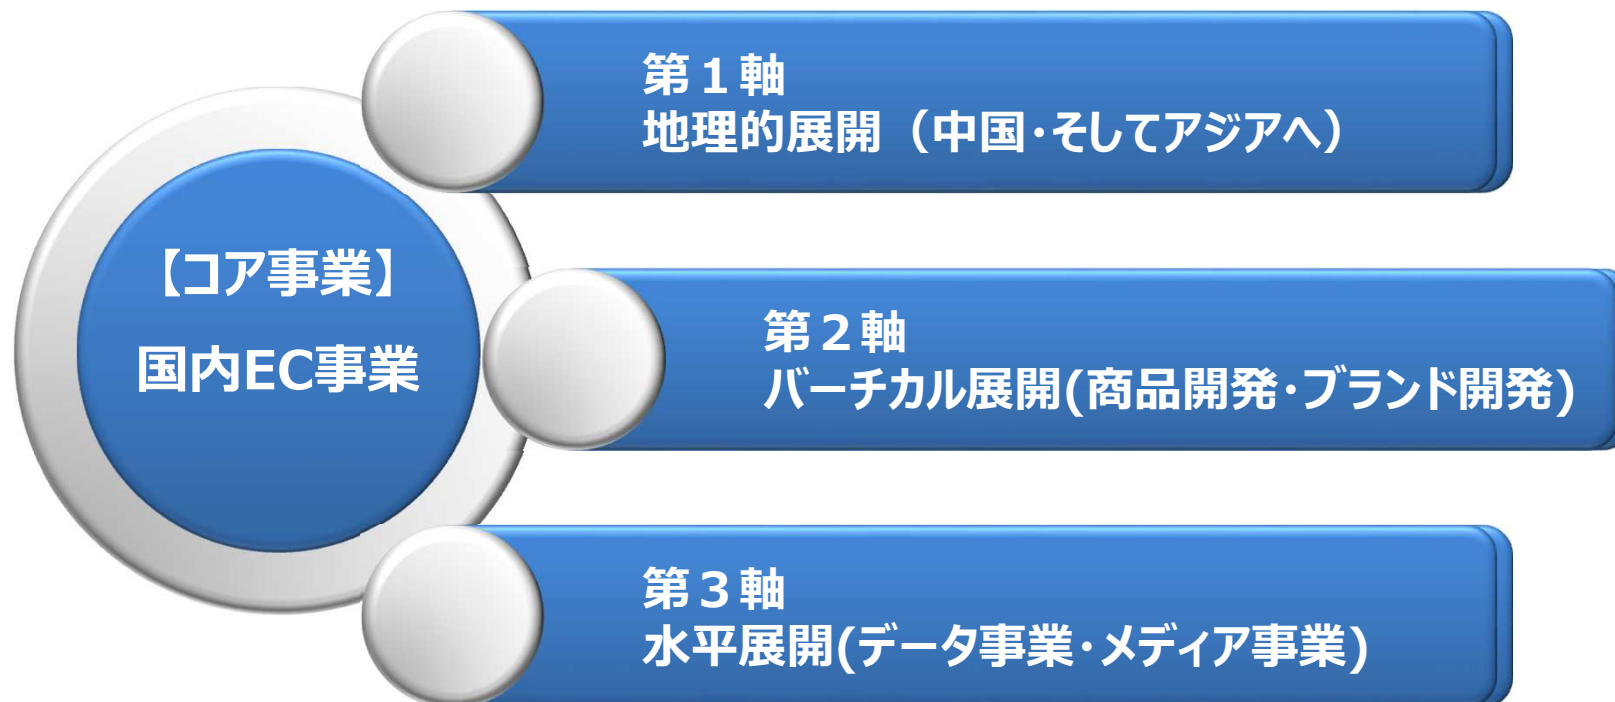 第１軸
地理的展開（中国・そしてアジアへ）
【コア事業】
国内EC事業
第２軸
バーチカル展開(商品開発・ブランド開発)
第３軸
水平展開(データ事業・メディア事業)